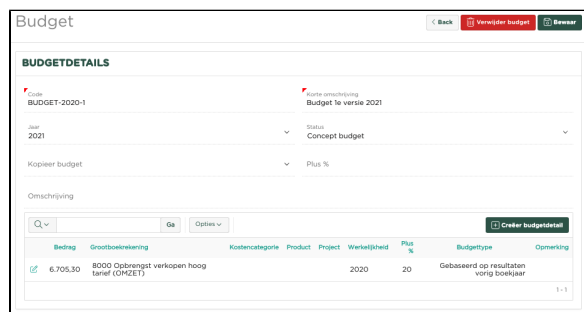 Budget
< Back
Verwijder budget
Bewaar
BUDGETDETAILS
Code
BUDGET-2020-1
Korte omschrijving
Budget 1e versie 2021
Jaar
2021
Status
Concept budget
Kopieer budget
Plus %
Omschrijving
Ga
Opties
Creëer budgetdetail
Bedrag Grootboekrekening Kostencategorie Product Project Werkelijkheid Plus % Budgettype Opmerking
6.705,30 8000 Opbrengst verkopen hoog tarief (OMZET) 2020 20 Gebaseerd op resultaten vorig boekjaar
1 - 1